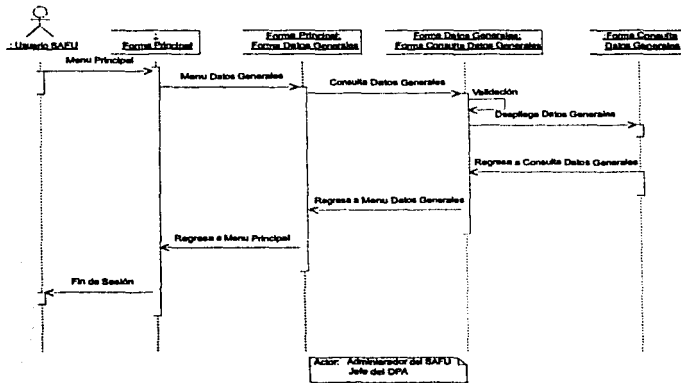 : Usuario SAFU
:
Forma Principal
Forma Principal:
Forma Datos Generales
Forma Datos Generales:
Forma Consulta Datos Generales
: Forma Consulta
Datos Generales
Menu Principal
Menu Datos Generales
Consulta Datos Generales
Validación
Despliega Datos Generales
Regresa a Consulta Datos Generales
Regresa a Menu Datos Generales
Regresa a Menu Principal
Fin de Sesión
Actor: Administrador del SAFU
Jefe del DPA